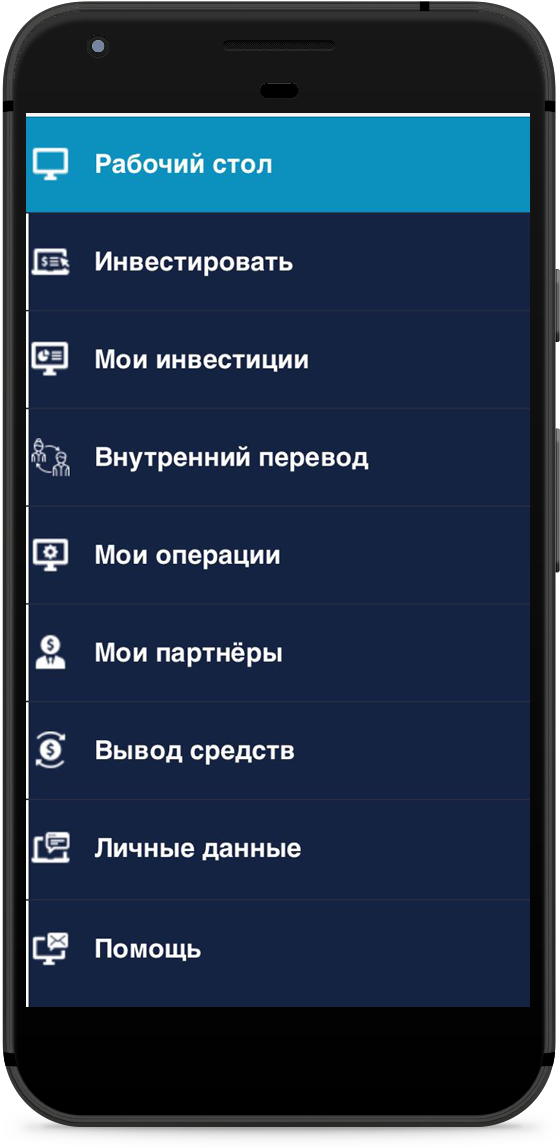 Рабочий стол
Инвестировать
Мои инвестиции
Внутренний перевод
Мои операции
Мои партнёры
Вывод средств
Личные данные
Помощь